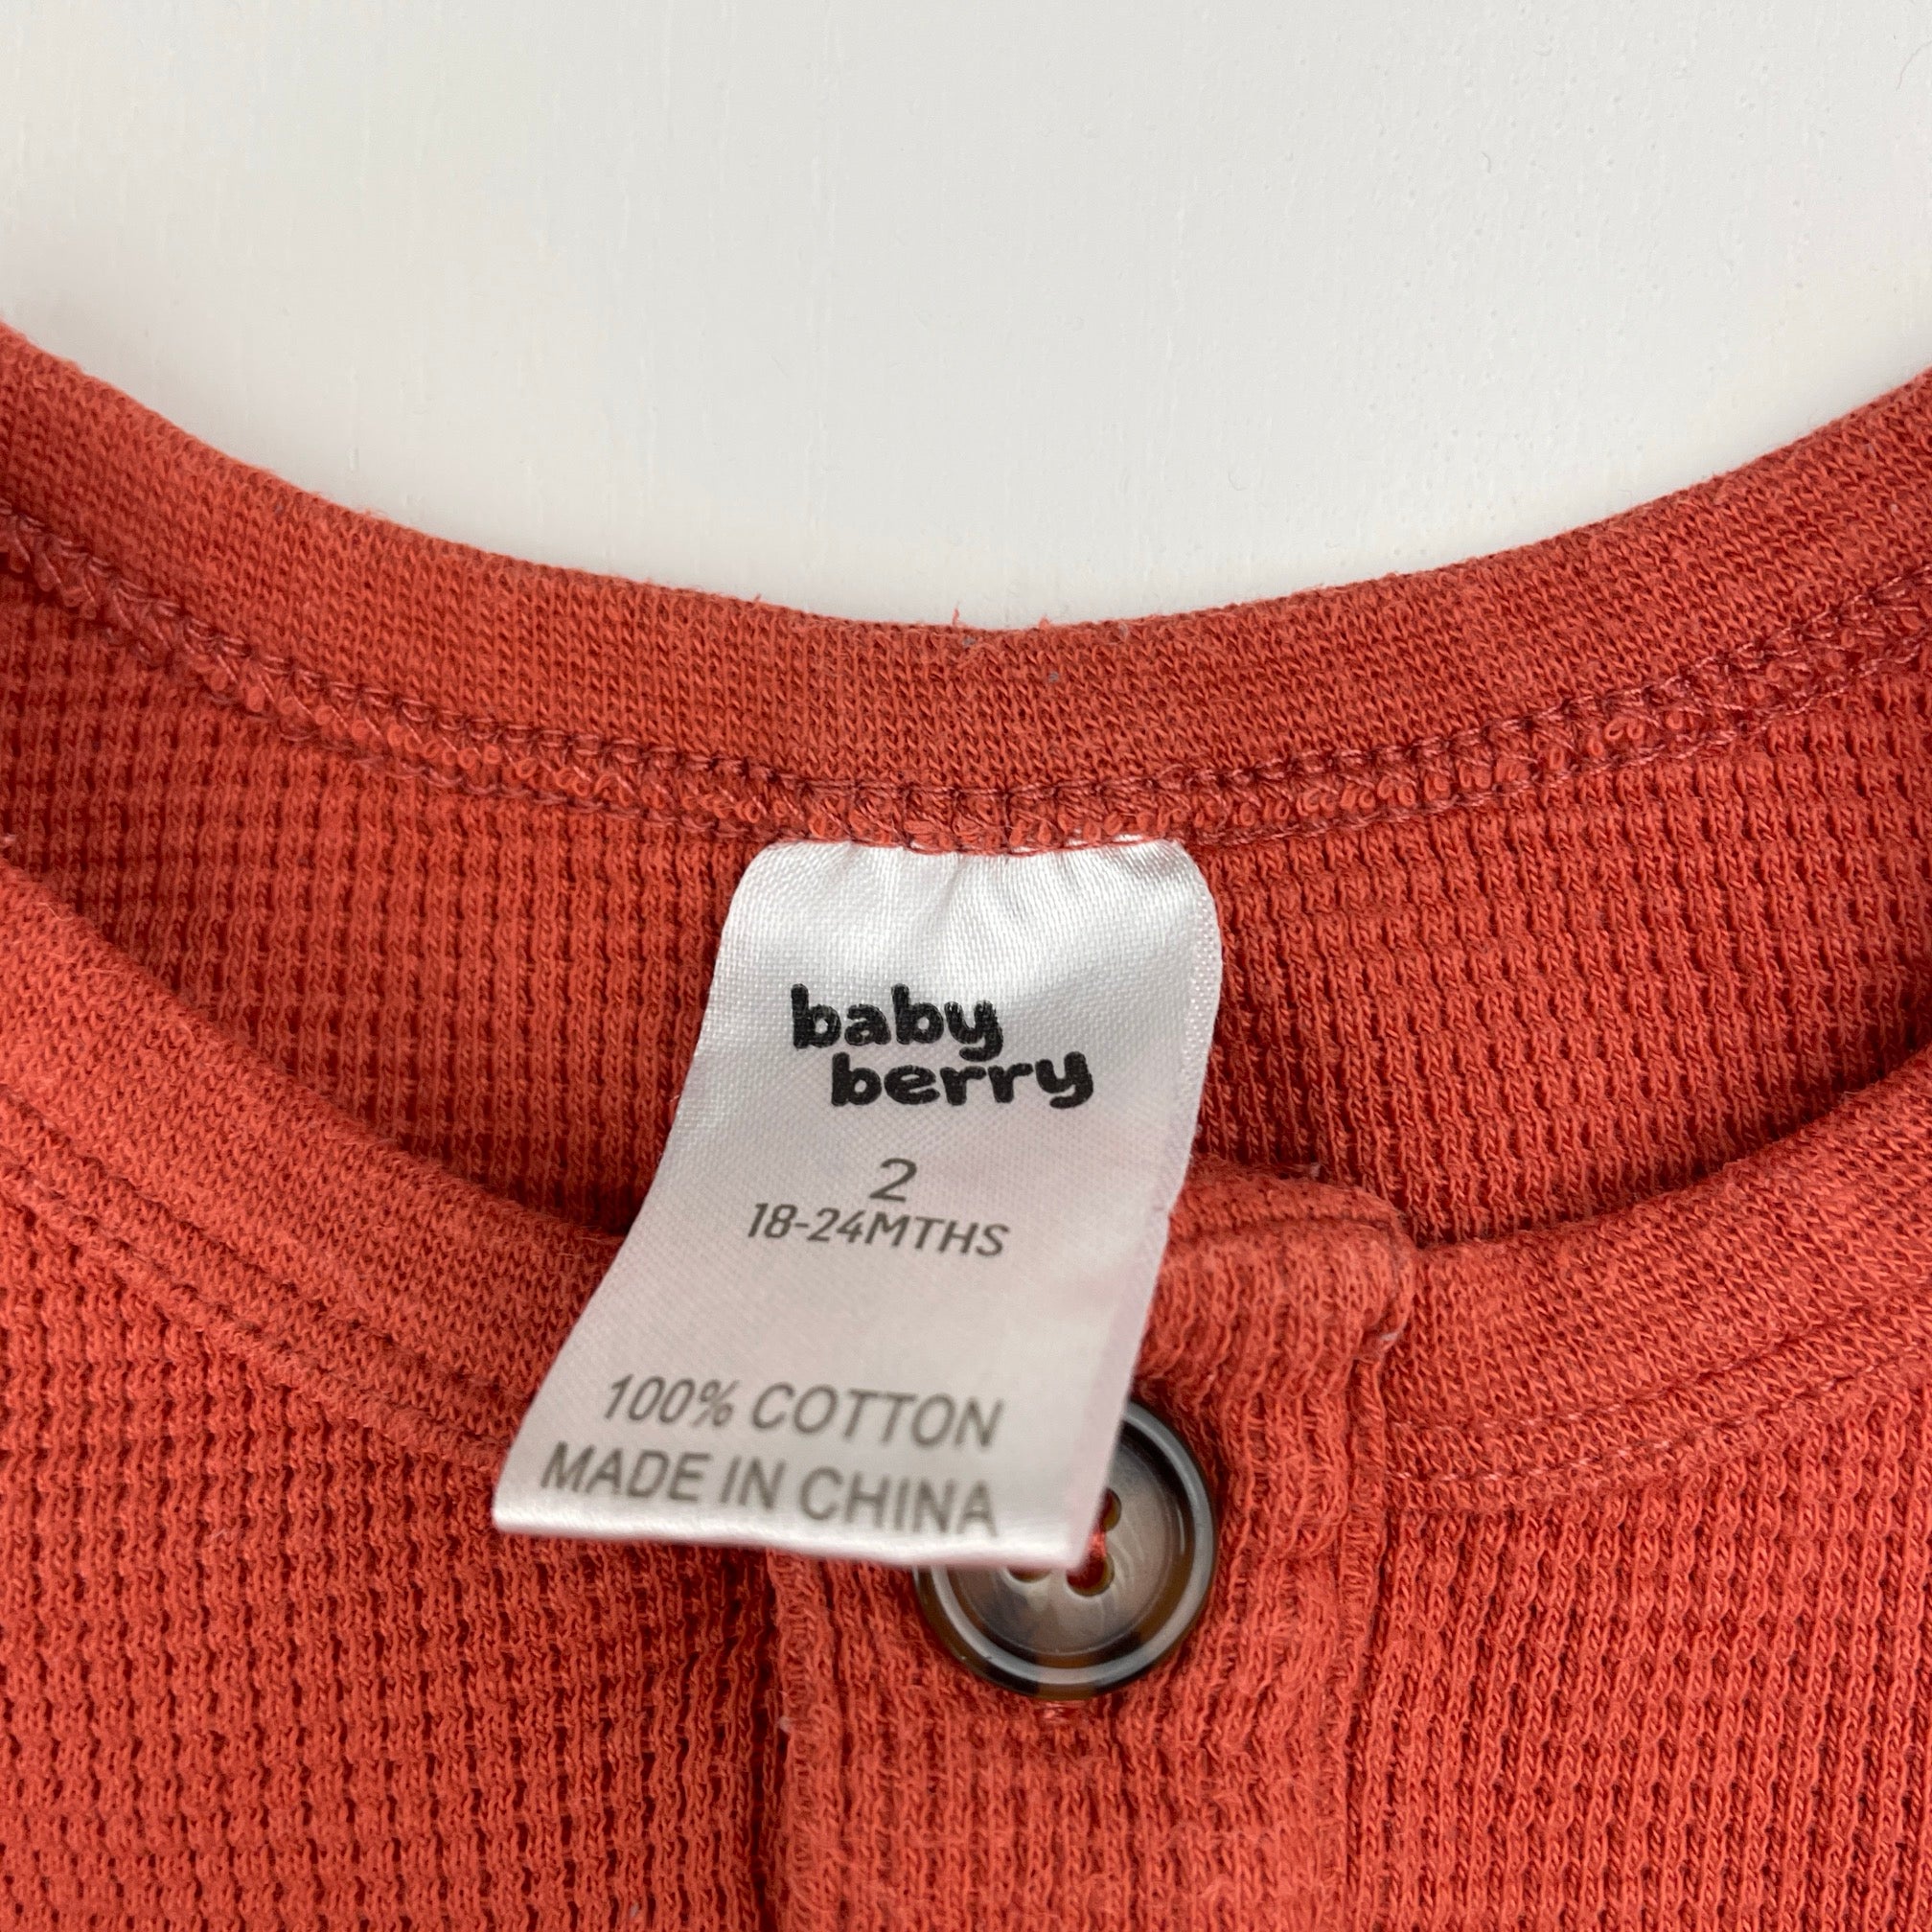 baby
berry
2
18-24MTHS
100% COTTON
MADE IN CHINA